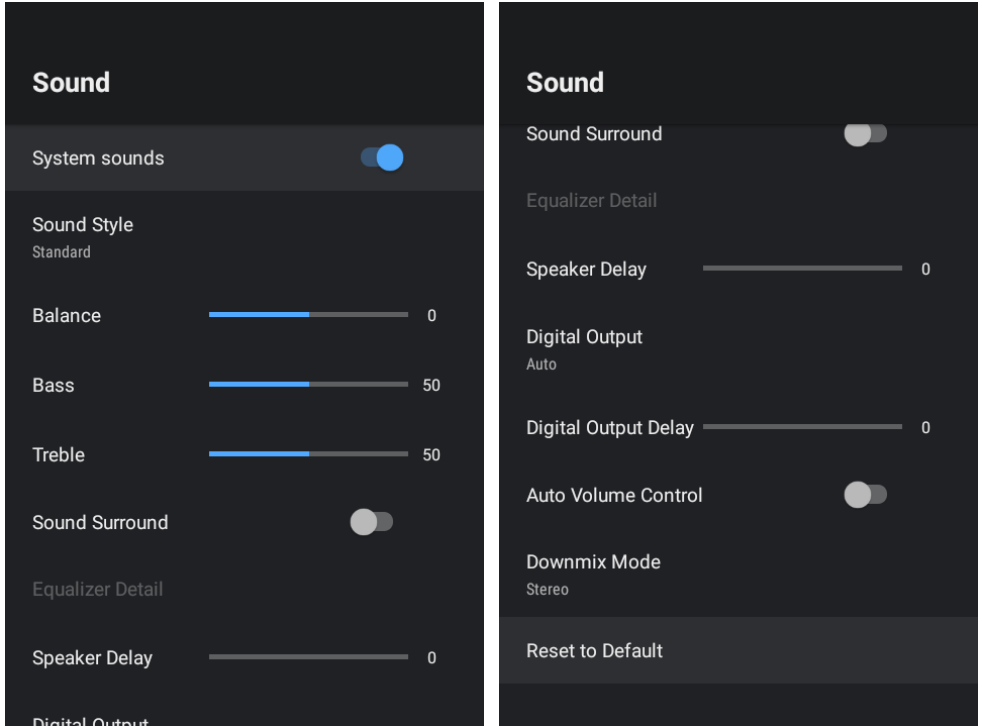 Sound
System sounds
Sound Style
Standard
Balance 0
Bass 50
Treble 50
Sound Surround
Equalizer Detail
Speaker Delay 0
Digital Output
Sound
Sound Surround
Equalizer Detail
Speaker Delay 0
Digital Output
Auto
Digital Output Delay 0
Auto Volume Control
Downmix Mode
Stereo
Reset to Default